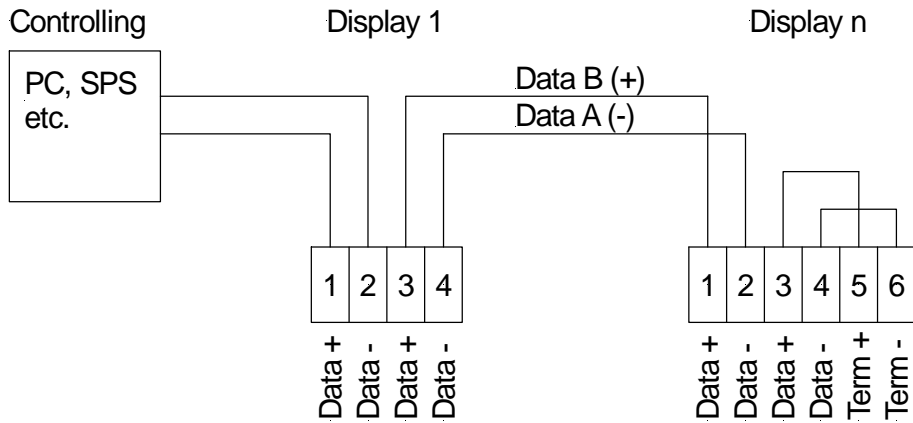 Controlling
Display 1
Display n
PC, SPS
etc.
Data B (+)
Data A (-)
1 2 3 4
1 2 3 4 5 6
Data +
Data -
Data +
Data -
Data +
Data -
Data +
Data -
Term +
Term -